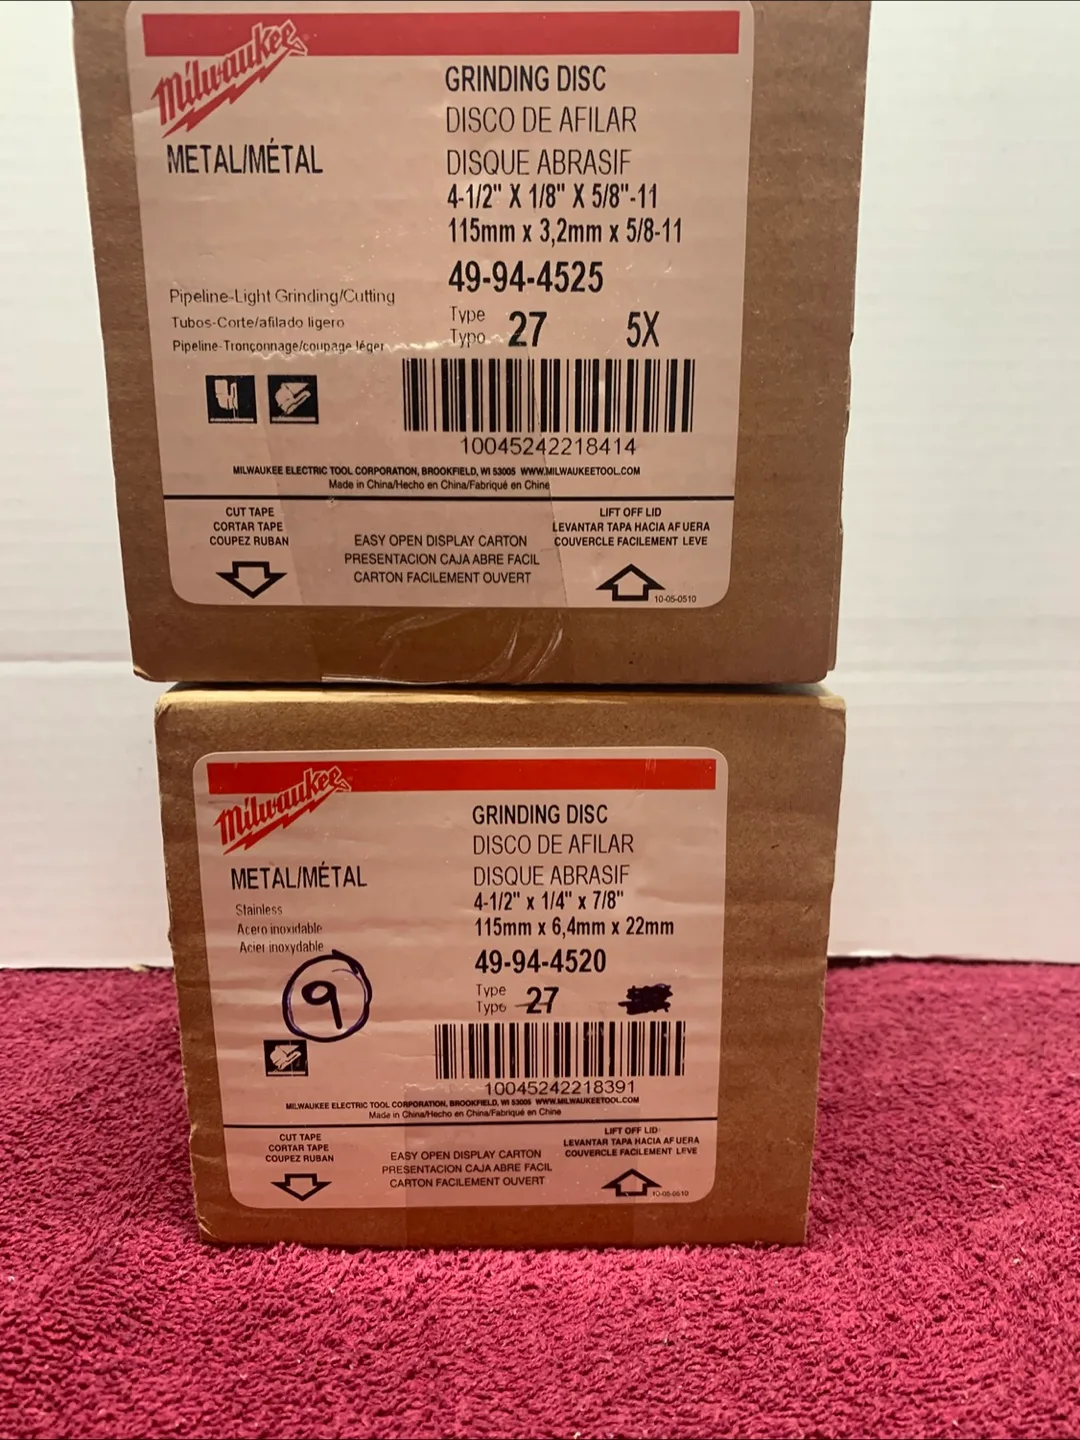 Milwaukee
METAL/MÉTAL
GRINDING DISC
DISCO DE AFILAR
DISQUE ABRASIF
4-1/2" X 1/8" X 5/8"-11
115mm x 3,2mm x 5/8-11
49-94-4525
Pipeline-Light Grinding/Cutting
Tubos-Corte/afilado ligero
Pipeline-Tronçonnage/coupage léger
Type
Typo 27 5X
10045242218414
MILWAUKEE ELECTRIC TOOL CORPORATION, BROOKFIELD, WI 53005 WWW.MILWAUKEETOOL.COM
Made in China/Hecho en China/Fabriqué en Chine
CUT TAPE
CORTAR TAPE
COUPEZ RUBAN
EASY OPEN DISPLAY CARTON
PRESENTACION CAJA ABRE FACIL
CARTON FACILEMENT OUVERT
LIFT OFF LID
LEVANTAR TAPA HACIA AFUERA
COUVERCLE FACILEMENT LEVE
10-05-0510
Milwaukee
METAL/MÉTAL
Stainless
Acero inoxidable
Acier inoxydable
9
GRINDING DISC
DISCO DE AFILAR
DISQUE ABRASIF
4-1/2" x 1/4" x 7/8"
115mm x 6,4mm x 22mm
49-94-4520
Type
Typo 27
10045242218391
MILWAUKEE ELECTRIC TOOL CORPORATION, BROOKFIELD, WI 53005 WWW.MILWAUKEETOOL.COM
Made in China/Hecho en China/Fabriqué en Chine
CUT TAPE
CORTAR TAPE
COUPEZ RUBAN
EASY OPEN DISPLAY CARTON
PRESENTACION CAJA ABRE FACIL
CARTON FACILEMENT OUVERT
LIFT OFF LID
LEVANTAR TAPA HACIA AFUERA
COUVERCLE FACILEMENT LEVE
10-05-0510